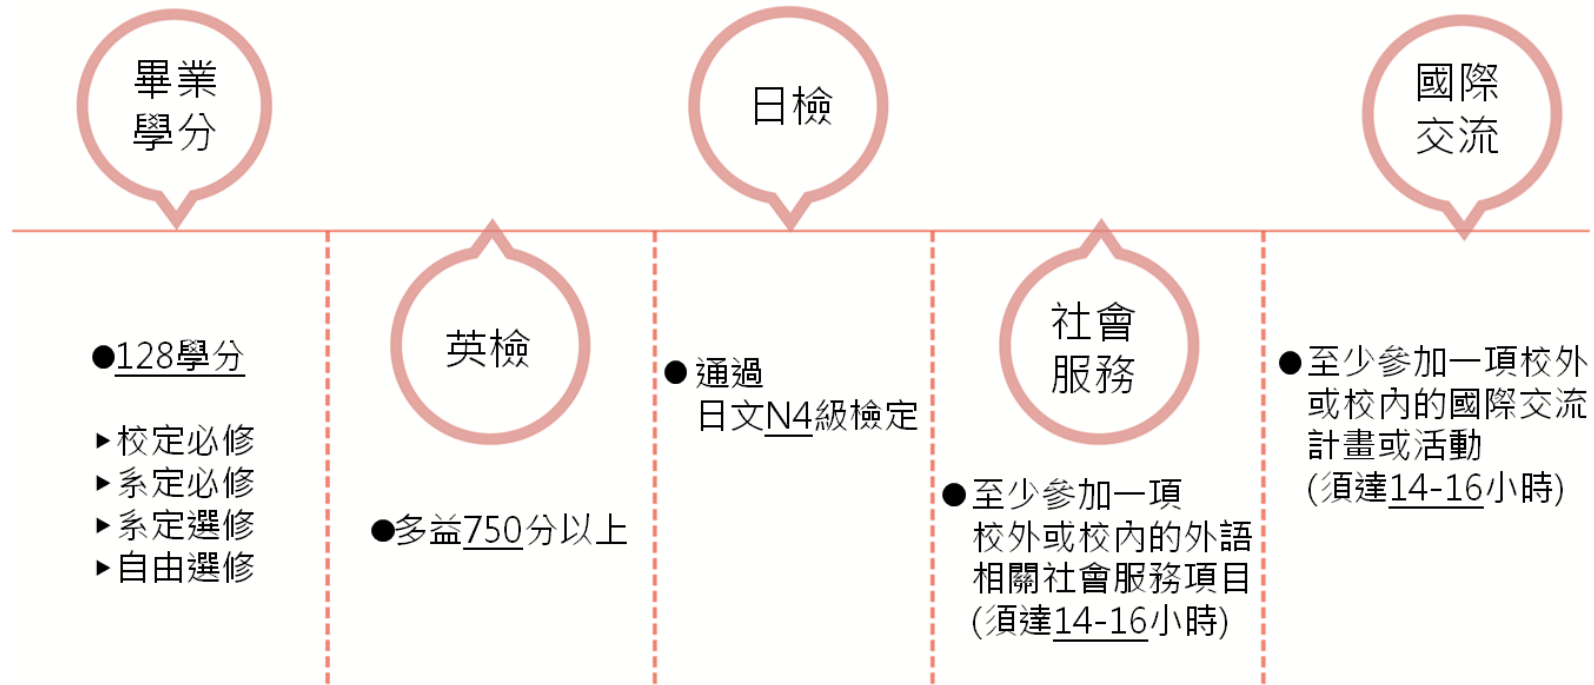 畢業
學分
●128學分
▶校定必修
▶系定必修
▶系定選修
▶自由選修
英檢
●多益750分以上
日檢
●通過
日文N4級檢定
社會
服務
●至少參加一項
校外或校內的外語
相關社會服務項目
(須達14-16小時)
國際
交流
●至少參加一項校外
或校內的國際交流
計畫或活動
(須達14-16小時)